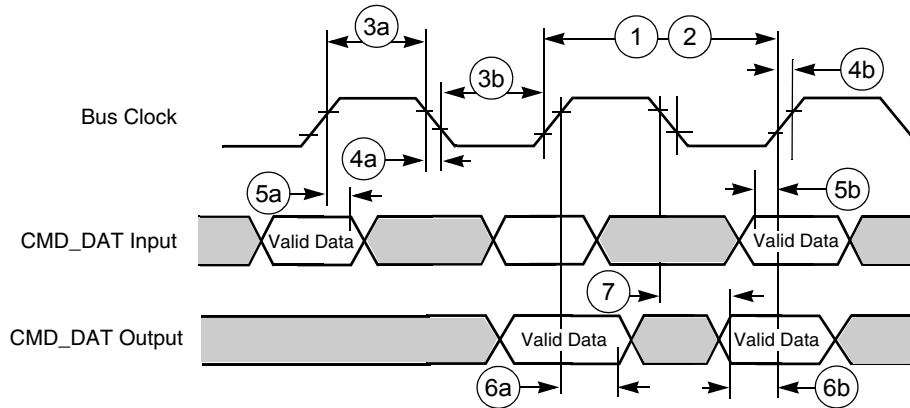 3a
1 2
3b
4b
Bus Clock
4a
5a
5b
CMD_DAT Input
Valid Data
Valid Data
7
CMD_DAT Output
Valid Data
Valid Data
6a
6b